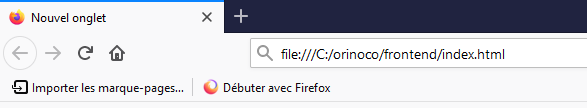 Nouvel onglet
file:///C:/orinoco/frontend/index.html
Importer les marque-pages... Débuter avec Firefox